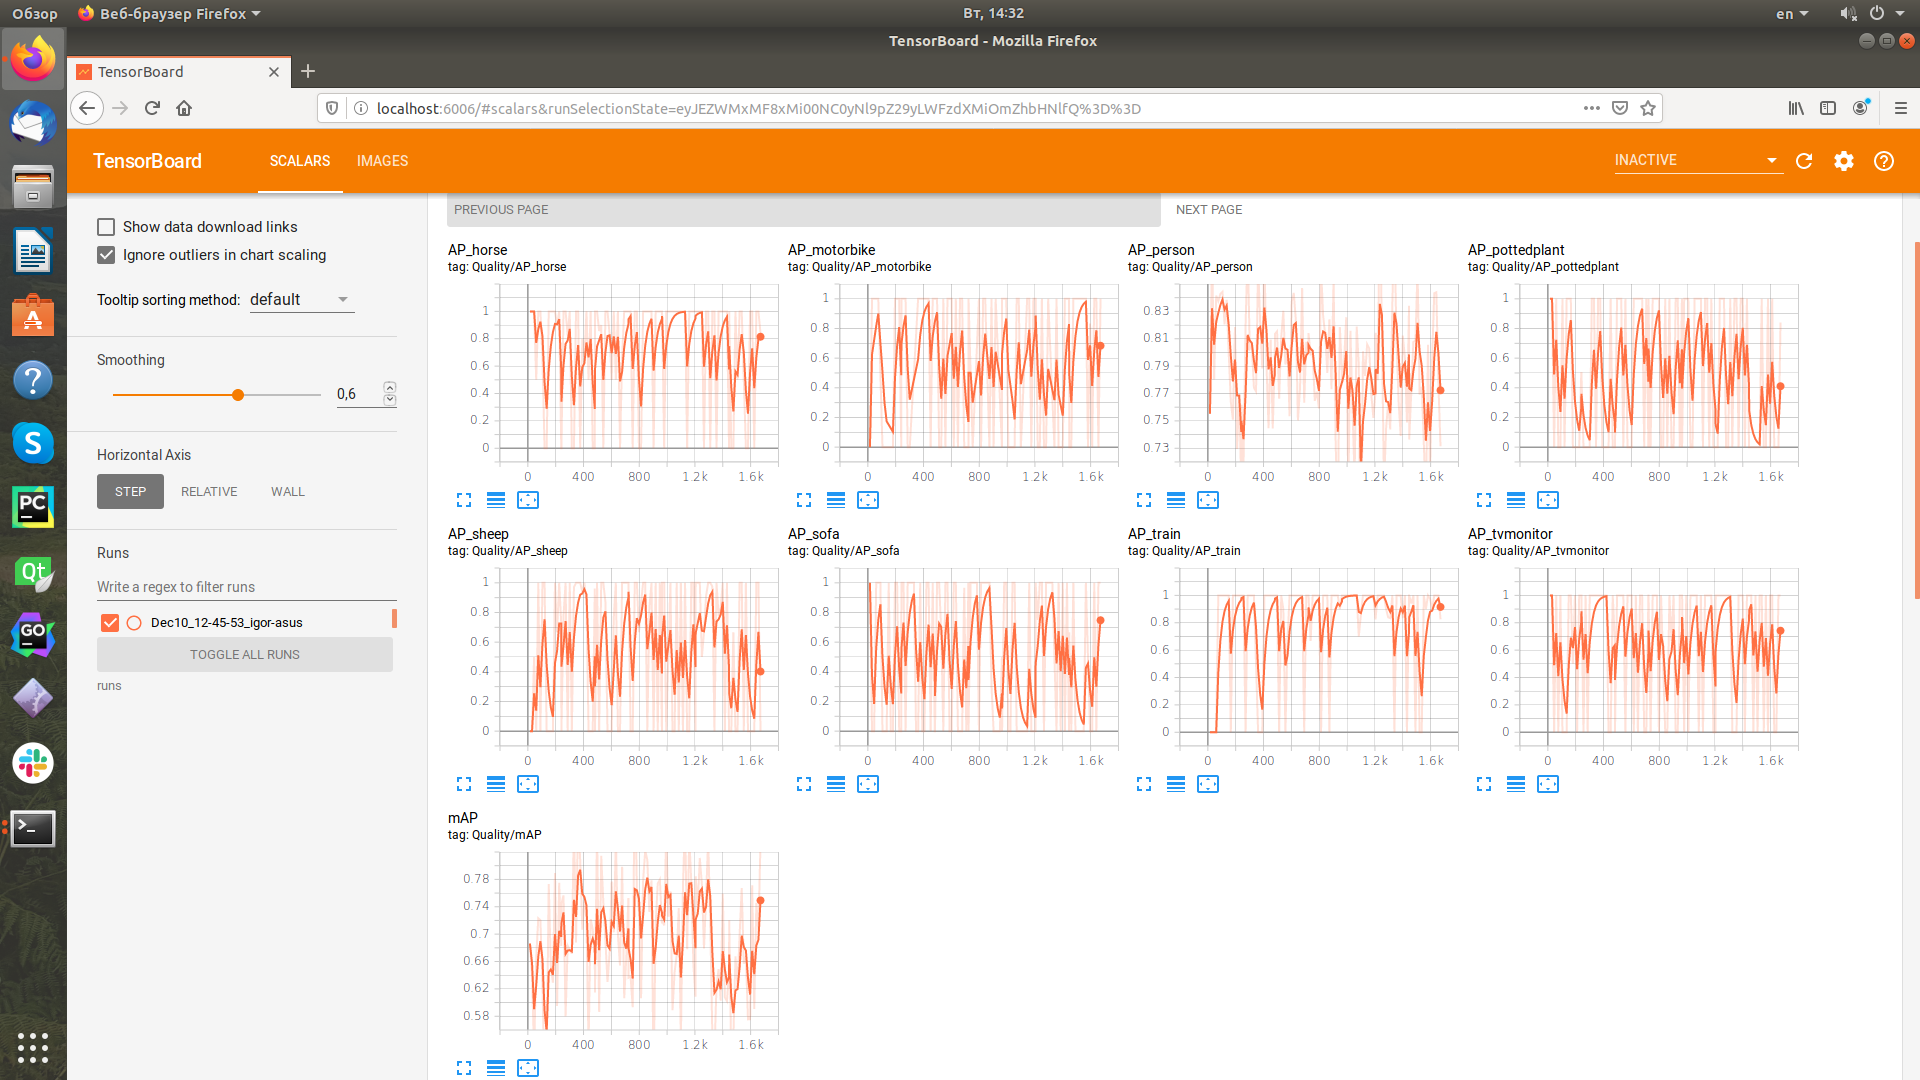 Обзор Веб-браузер Firefox Вт, 14:32 en
TensorBoard - Mozilla Firefox
TensorBoard
localhost:6006/#scalars&runSelectionState=eyJEZWMxMF8xMi00NC0yNl9pZ29yLWFzdXMiOmZhbHNlfQ%3D%3D
TensorBoard SCALARS IMAGES INACTIVE
Show data download links
Ignore outliers in chart scaling
Tooltip sorting method: default
Smoothing
0,6
Horizontal Axis
STEP RELATIVE WALL
Runs
Write a regex to filter runs
Dec10_12-45-53_igor-asus
TOGGLE ALL RUNS
runs
PREVIOUS PAGE NEXT PAGE
AP_horse
tag: Quality/AP_horse
1
0.8
0.6
0.4
0.2
0
0 400 800 1.2k 1.6k
AP_motorbike
tag: Quality/AP_motorbike
1
0.8
0.6
0.4
0.2
0
0 400 800 1.2k 1.6k
AP_person
tag: Quality/AP_person
0.83
0.81
0.79
0.77
0.75
0.73
0 400 800 1.2k 1.6k
AP_pottedplant
tag: Quality/AP_pottedplant
1
0.8
0.6
0.4
0.2
0
0 400 800 1.2k 1.6k
AP_sheep
tag: Quality/AP_sheep
1
0.8
0.6
0.4
0.2
0
0 400 800 1.2k 1.6k
AP_sofa
tag: Quality/AP_sofa
1
0.8
0.6
0.4
0.2
0
0 400 800 1.2k 1.6k
AP_train
tag: Quality/AP_train
1
0.8
0.6
0.4
0.2
0
0 400 800 1.2k 1.6k
AP_tvmonitor
tag: Quality/AP_tvmonitor
1
0.8
0.6
0.4
0.2
0
0 400 800 1.2k 1.6k
mAP
tag: Quality/mAP
0.78
0.74
0.7
0.66
0.62
0.58
0 400 800 1.2k 1.6k
PC
Qt
GO